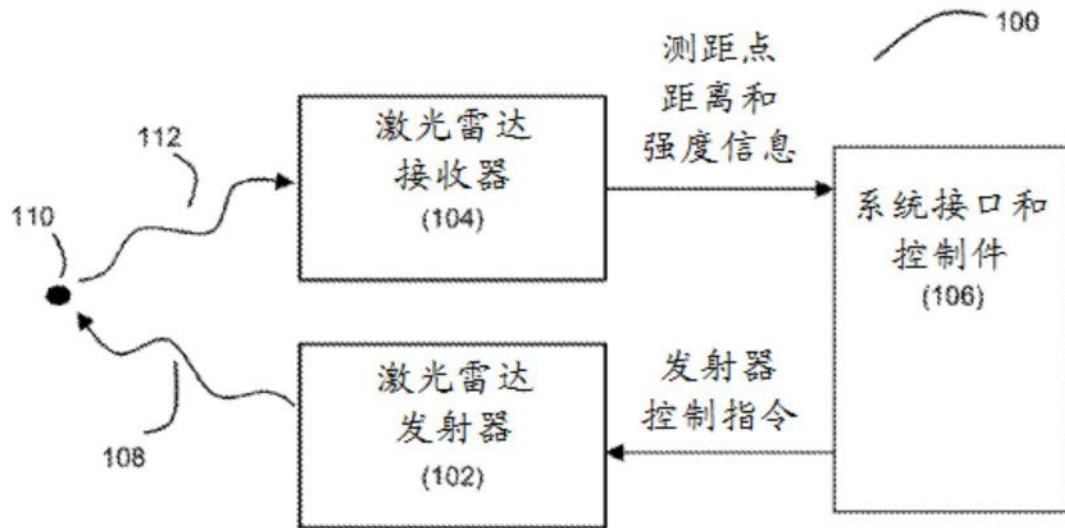 100
测距点
距离和
强度信息
112
激光雷达
接收器
(104)
110
系统接口和
控制件
(106)
激光雷达
发射器
(102)
发射器
控制指令
108